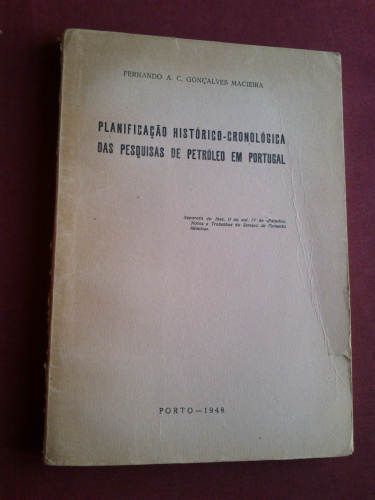 FERNANDO A. C. GONÇALVES MACIEIRA
PLANIFICAÇÃO HISTÓRICO-CRONOLÓGICA
DAS PESQUISAS DE PETRÓLEO EM PORTUGAL
Separata do fasc. II do vol. IV de «Estudos,
Notas e Trabalhos do Serviço de Fomento
Mineiro».
PORTO — 1948